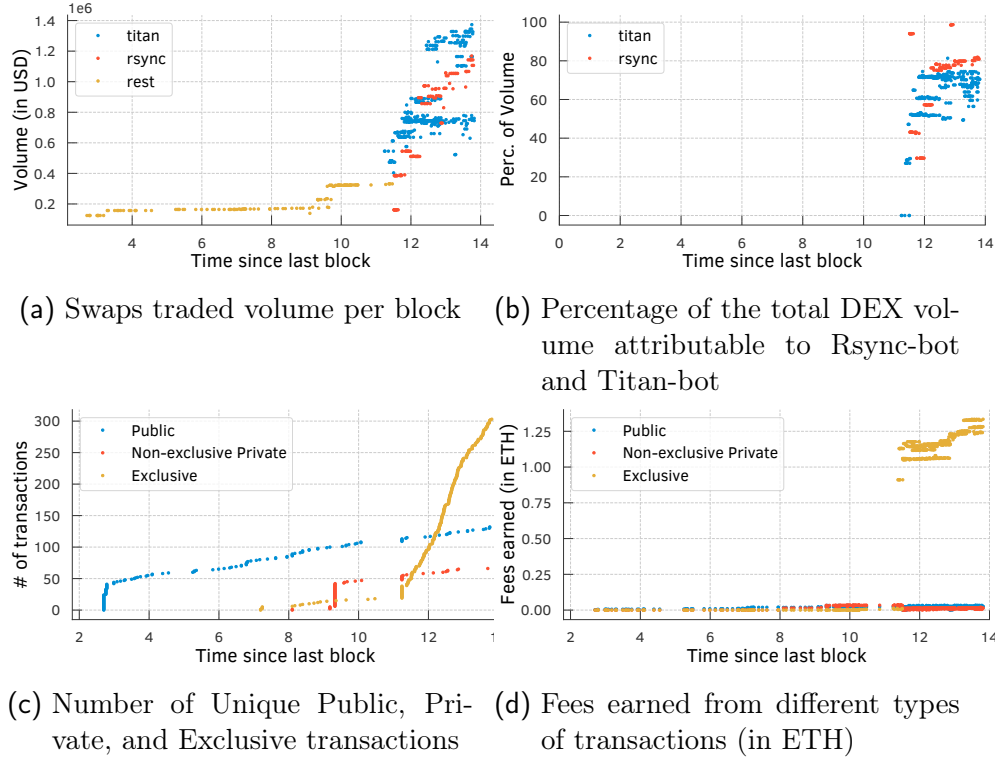 1e6
1.4
1.2
1.0
0.8
0.6
0.4
0.2
Volume (in USD)
titan
rsync
rest
4 6 8 10 12 14
Time since last block
(a) Swaps traded volume per block
100
80
60
40
20
0
Perc. of Volume
titan
rsync
0 2 4 6 8 10 12 14
Time since last block
(b) Percentage of the total DEX vol-
ume attributable to Rsync-bot
and Titan-bot
300
250
200
150
100
50
0
# of transactions
Public
Non-exclusive Private
Exclusive
2 4 6 8 10 12 1
Time since last block
(c) Number of Unique Public, Pri-
vate, and Exclusive transactions
1.25
1.00
0.75
0.50
0.25
0.00
Fees earned (in ETH)
Public
Non-exclusive Private
Exclusive
2 4 6 8 10 12 14
Time since last block
(d) Fees earned from different types
of transactions (in ETH)